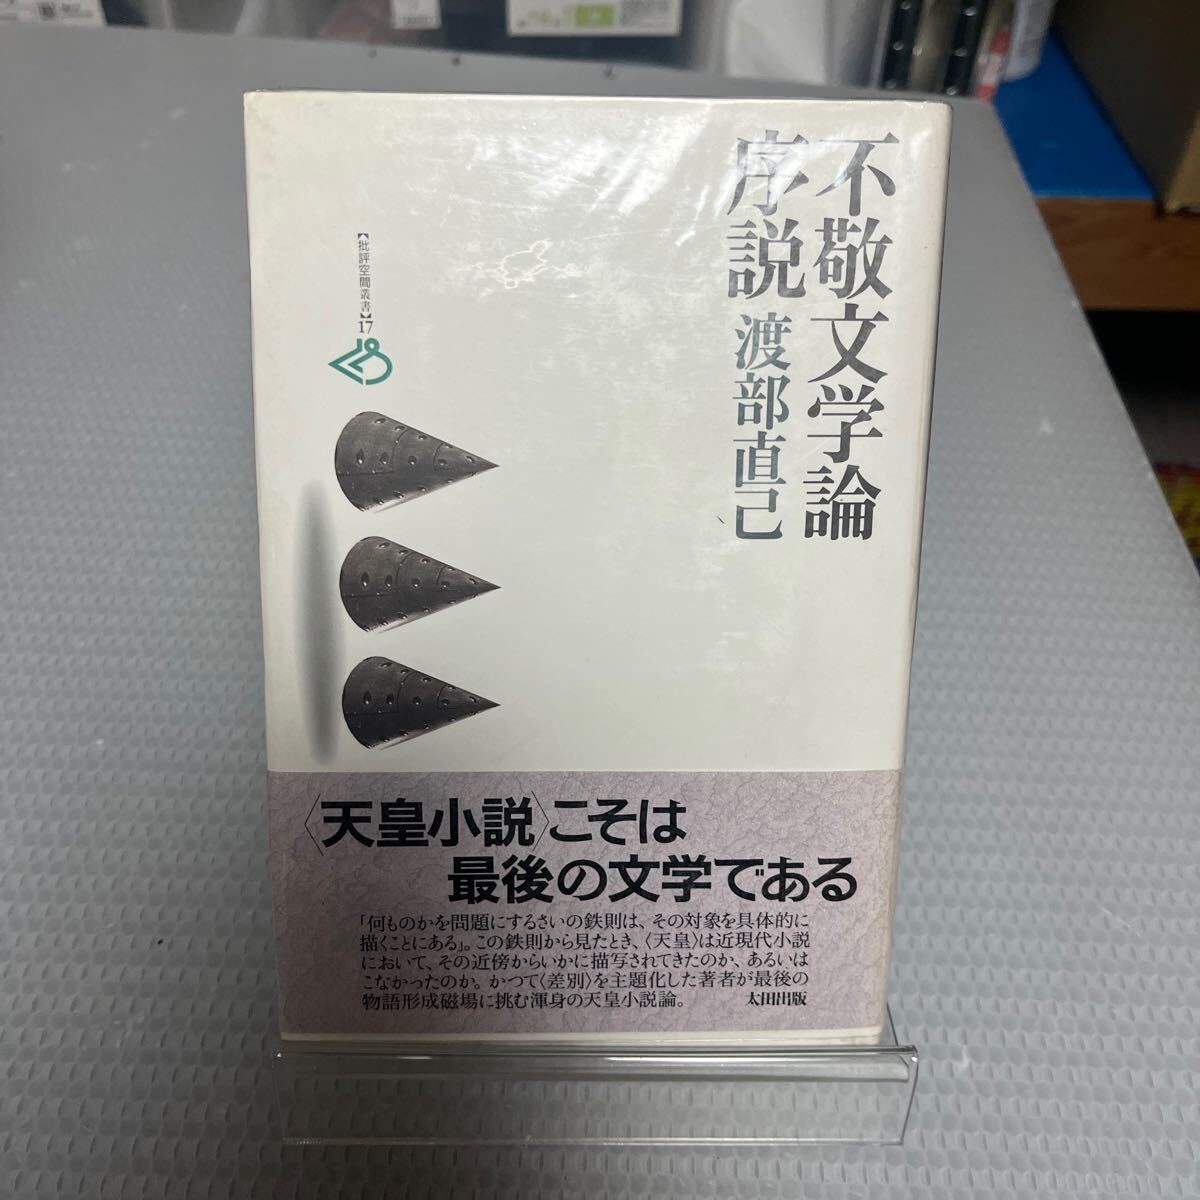 不敬文学論
序説
渡部直己
【批評空間叢書】17
〈天皇小説〉こそは
最後の文学である
「何ものかを問題にするさいの鉄則は、その対象を具体的に
描くことにある」。この鉄則から見たとき、〈天皇〉は近現代小説
において、その近傍からいかに描写されてきたのか、あるいは
こなかったのか。かつて〈差別〉を主題化した著者が最後の
物語形成磁場に挑む渾身の天皇小説論。 太田出版